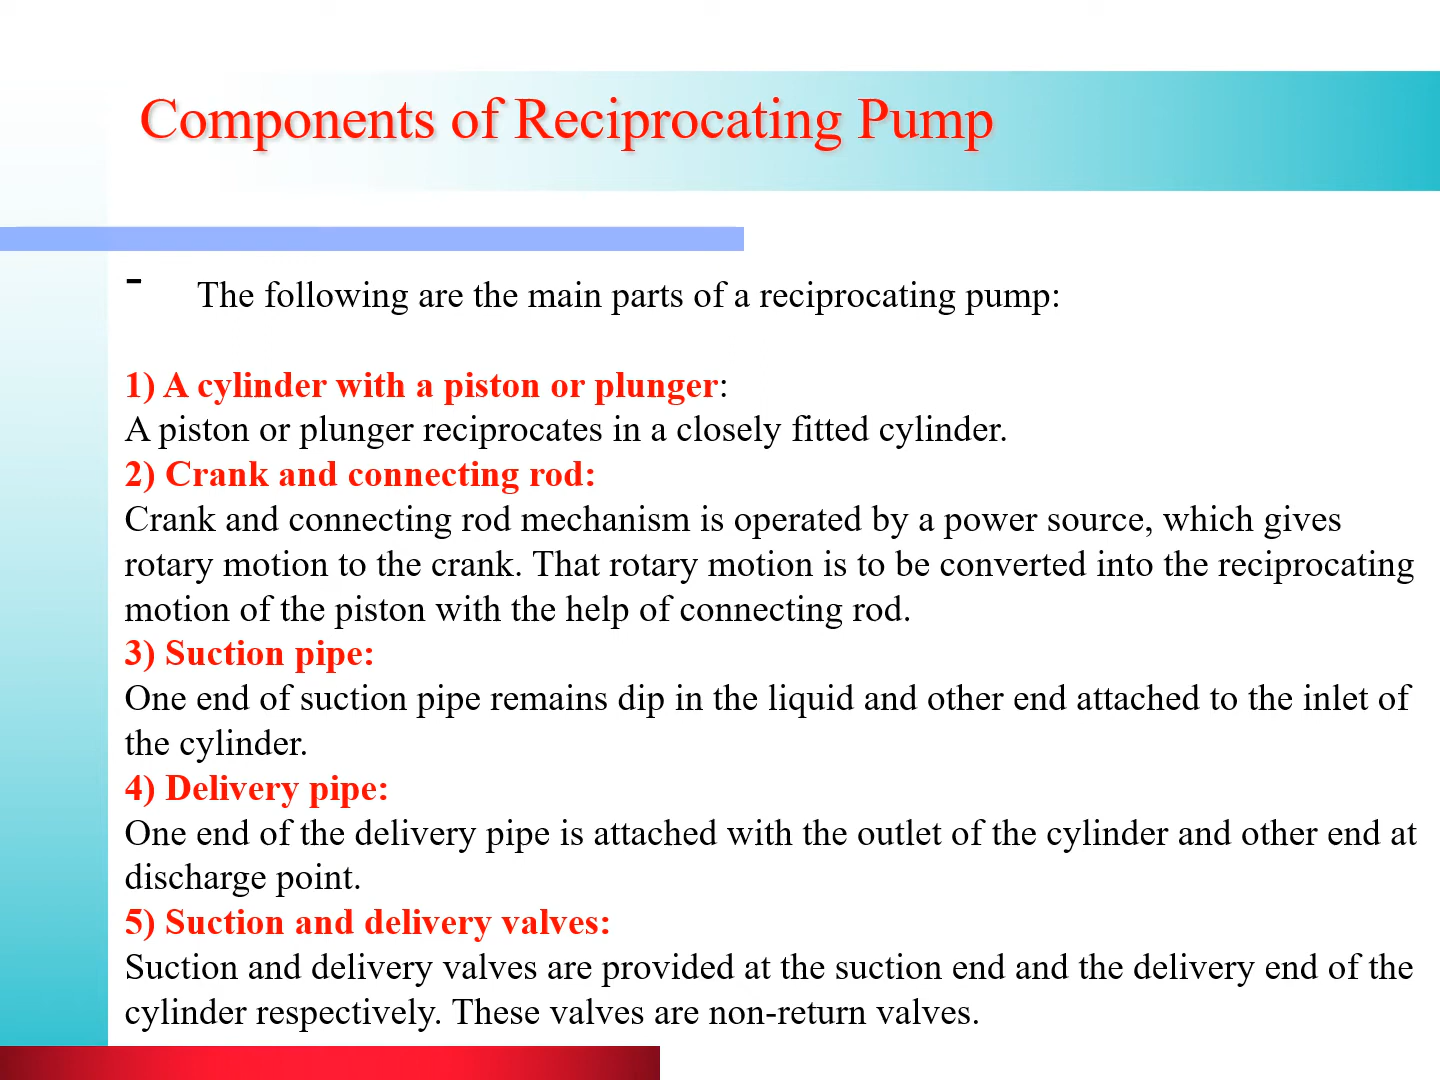 Components of Reciprocating Pump
- The following are the main parts of a reciprocating pump:
1) A cylinder with a piston or plunger:
A piston or plunger reciprocates in a closely fitted cylinder.
2) Crank and connecting rod:
Crank and connecting rod mechanism is operated by a power source, which gives
rotary motion to the crank. That rotary motion is to be converted into the reciprocating
motion of the piston with the help of connecting rod.
3) Suction pipe:
One end of suction pipe remains dip in the liquid and other end attached to the inlet of
the cylinder.
4) Delivery pipe:
One end of the delivery pipe is attached with the outlet of the cylinder and other end at
discharge point.
5) Suction and delivery valves:
Suction and delivery valves are provided at the suction end and the delivery end of the
cylinder respectively. These valves are non-return valves.